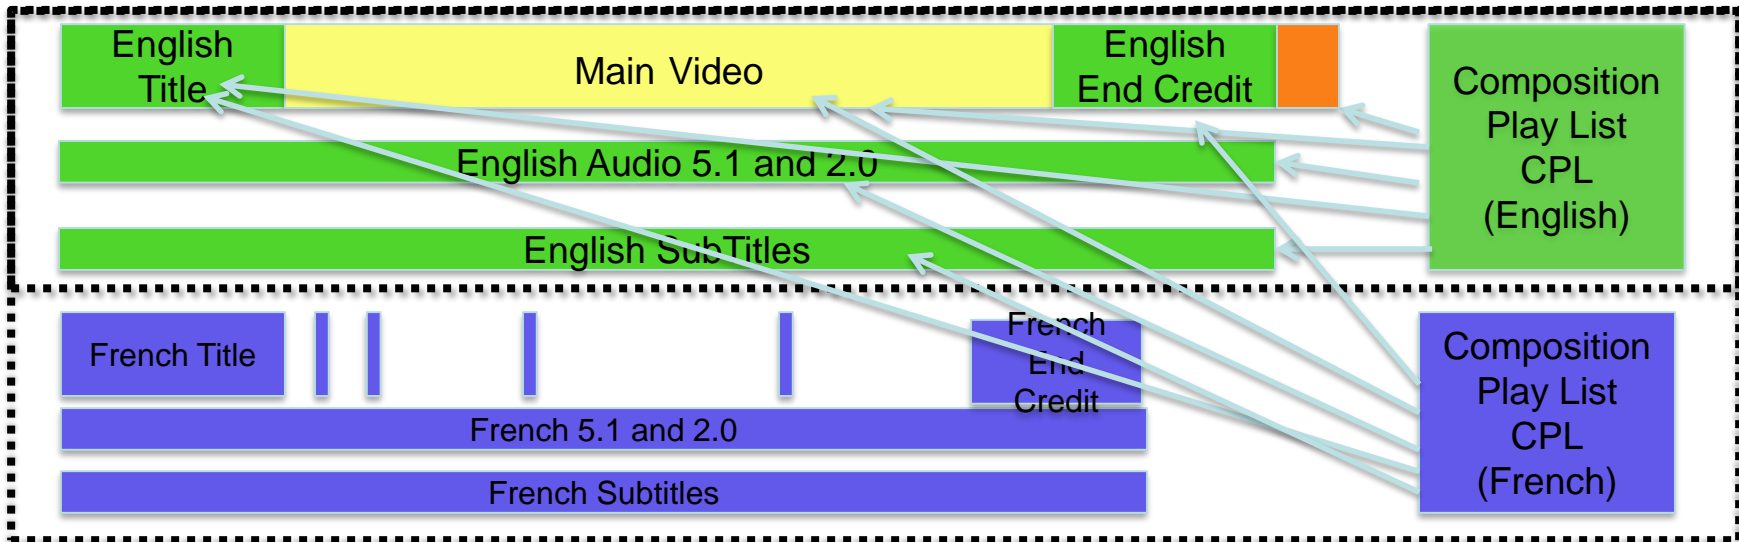 English
Title
Main Video
English
End Credit
Composition
Play List
CPL
(English)
English Audio 5.1 and 2.0
English SubTitles
French Title
French
End
Credit
Composition
Play List
CPL
(French)
French 5.1 and 2.0
French Subtitles